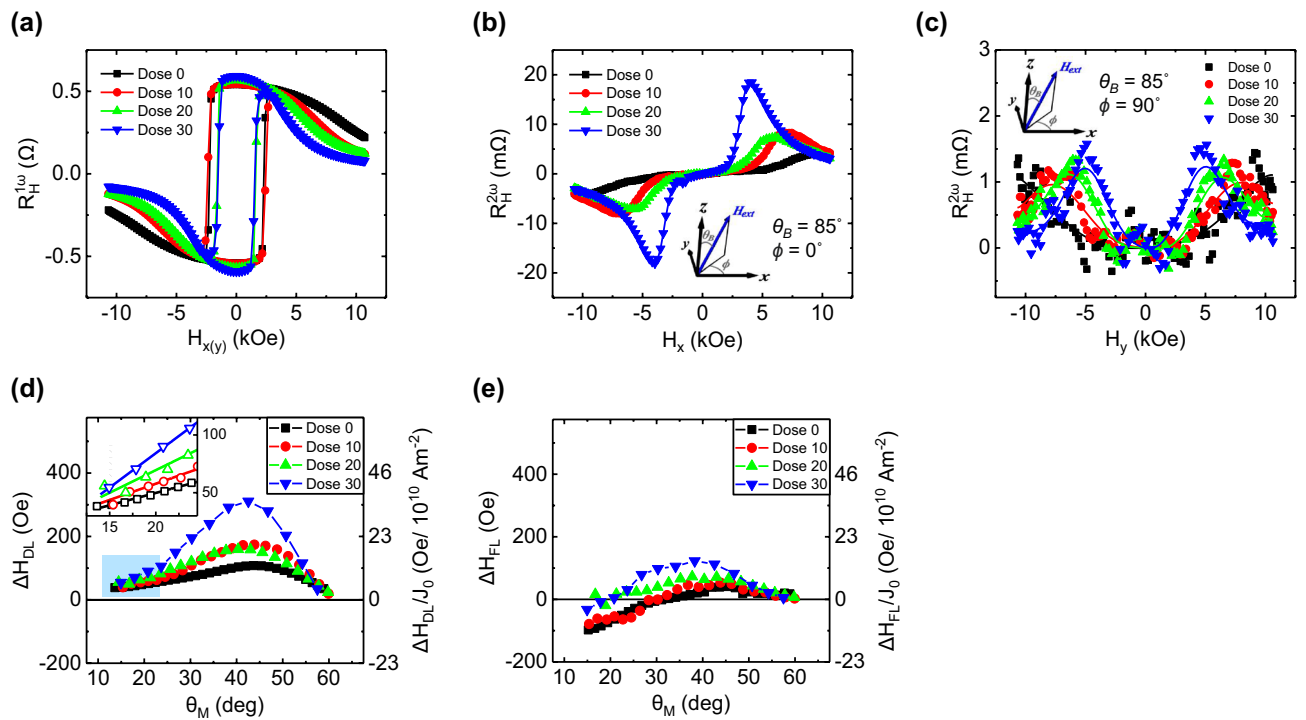 (a)
Dose 0
Dose 10
Dose 20
Dose 30
0.5
0.0
-0.5
R_H^1ω (Ω)
-10 -5 0 5 10
H_x(y) (kOe)
(b)
Dose 0
Dose 10
Dose 20
Dose 30
20
10
0
-10
-20
R_H^2ω (mΩ)
z
H_ext
θ_B
y
ϕ
x
θ_B = 85°
ϕ = 0°
-10 -5 0 5 10
H_x (kOe)
(c)
z
H_ext
θ_B
y
ϕ
x
θ_B = 85°
ϕ = 90°
Dose 0
Dose 10
Dose 20
Dose 30
3
2
1
0
R_H^2ω (mΩ)
-10 -5 0 5 10
H_y (kOe)
(d)
100
50
15 20
Dose 0
Dose 10
Dose 20
Dose 30
400
200
0
-200
ΔH_DL (Oe)
46
23
0
-23
ΔH_DL/J_0 (Oe/ 10^10 Am^-2)
10 20 30 40 50 60
θ_M (deg)
(e)
Dose 0
Dose 10
Dose 20
Dose 30
400
200
0
-200
ΔH_FL (Oe)
46
23
0
-23
ΔH_FL/J_0 (Oe/ 10^10 Am^-2)
10 20 30 40 50 60
θ_M (deg)